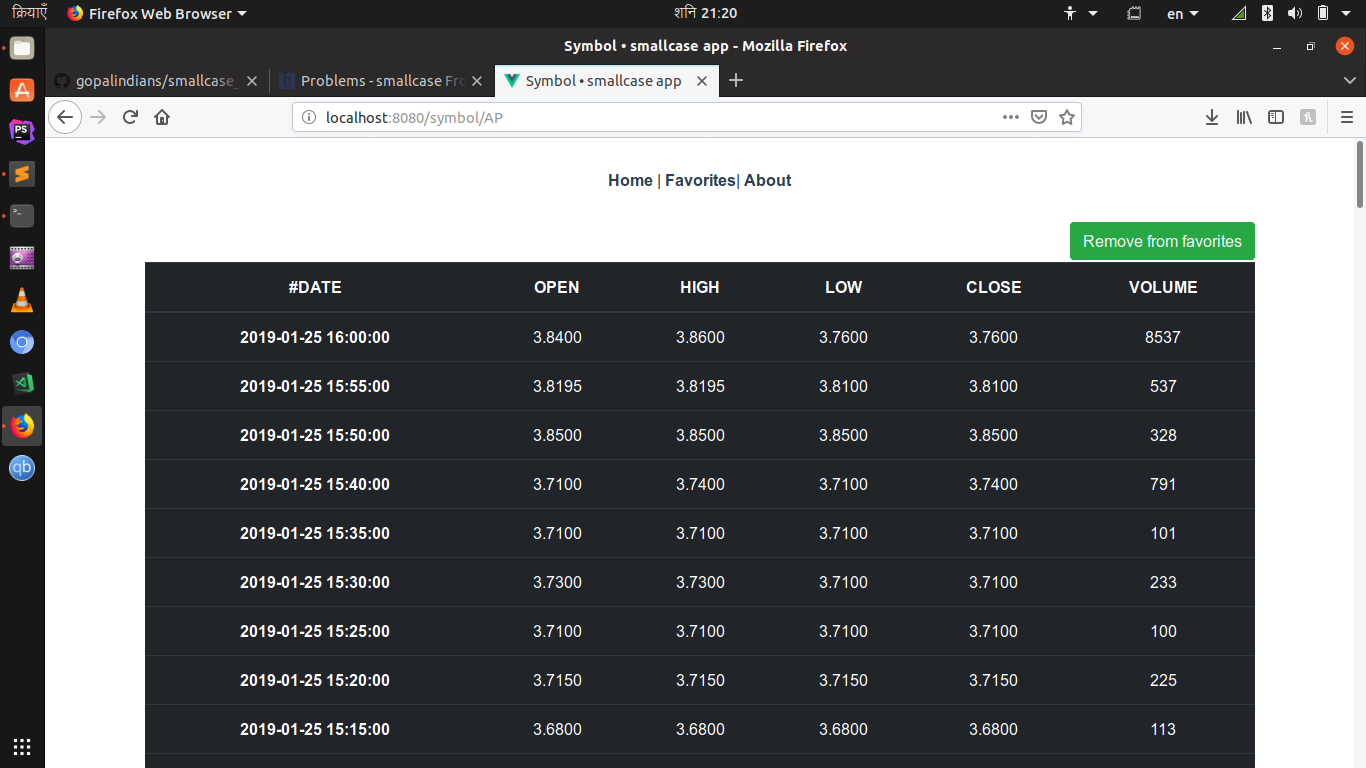 क्रियाएँ Firefox Web Browser शनि 21:20 en
Symbol • smallcase app - Mozilla Firefox
gopalindians/smallcase_ Problems - smallcase Fro Symbol • smallcase app
localhost:8080/symbol/AP
Home | Favorites| About
Remove from favorites
#DATE OPEN HIGH LOW CLOSE VOLUME
2019-01-25 16:00:00 3.8400 3.8600 3.7600 3.7600 8537
2019-01-25 15:55:00 3.8195 3.8195 3.8100 3.8100 537
2019-01-25 15:50:00 3.8500 3.8500 3.8500 3.8500 328
2019-01-25 15:40:00 3.7100 3.7400 3.7100 3.7400 791
2019-01-25 15:35:00 3.7100 3.7100 3.7100 3.7100 101
2019-01-25 15:30:00 3.7300 3.7300 3.7100 3.7100 233
2019-01-25 15:25:00 3.7100 3.7100 3.7100 3.7100 100
2019-01-25 15:20:00 3.7150 3.7150 3.7150 3.7150 225
2019-01-25 15:15:00 3.6800 3.6800 3.6800 3.6800 113
PS
qb